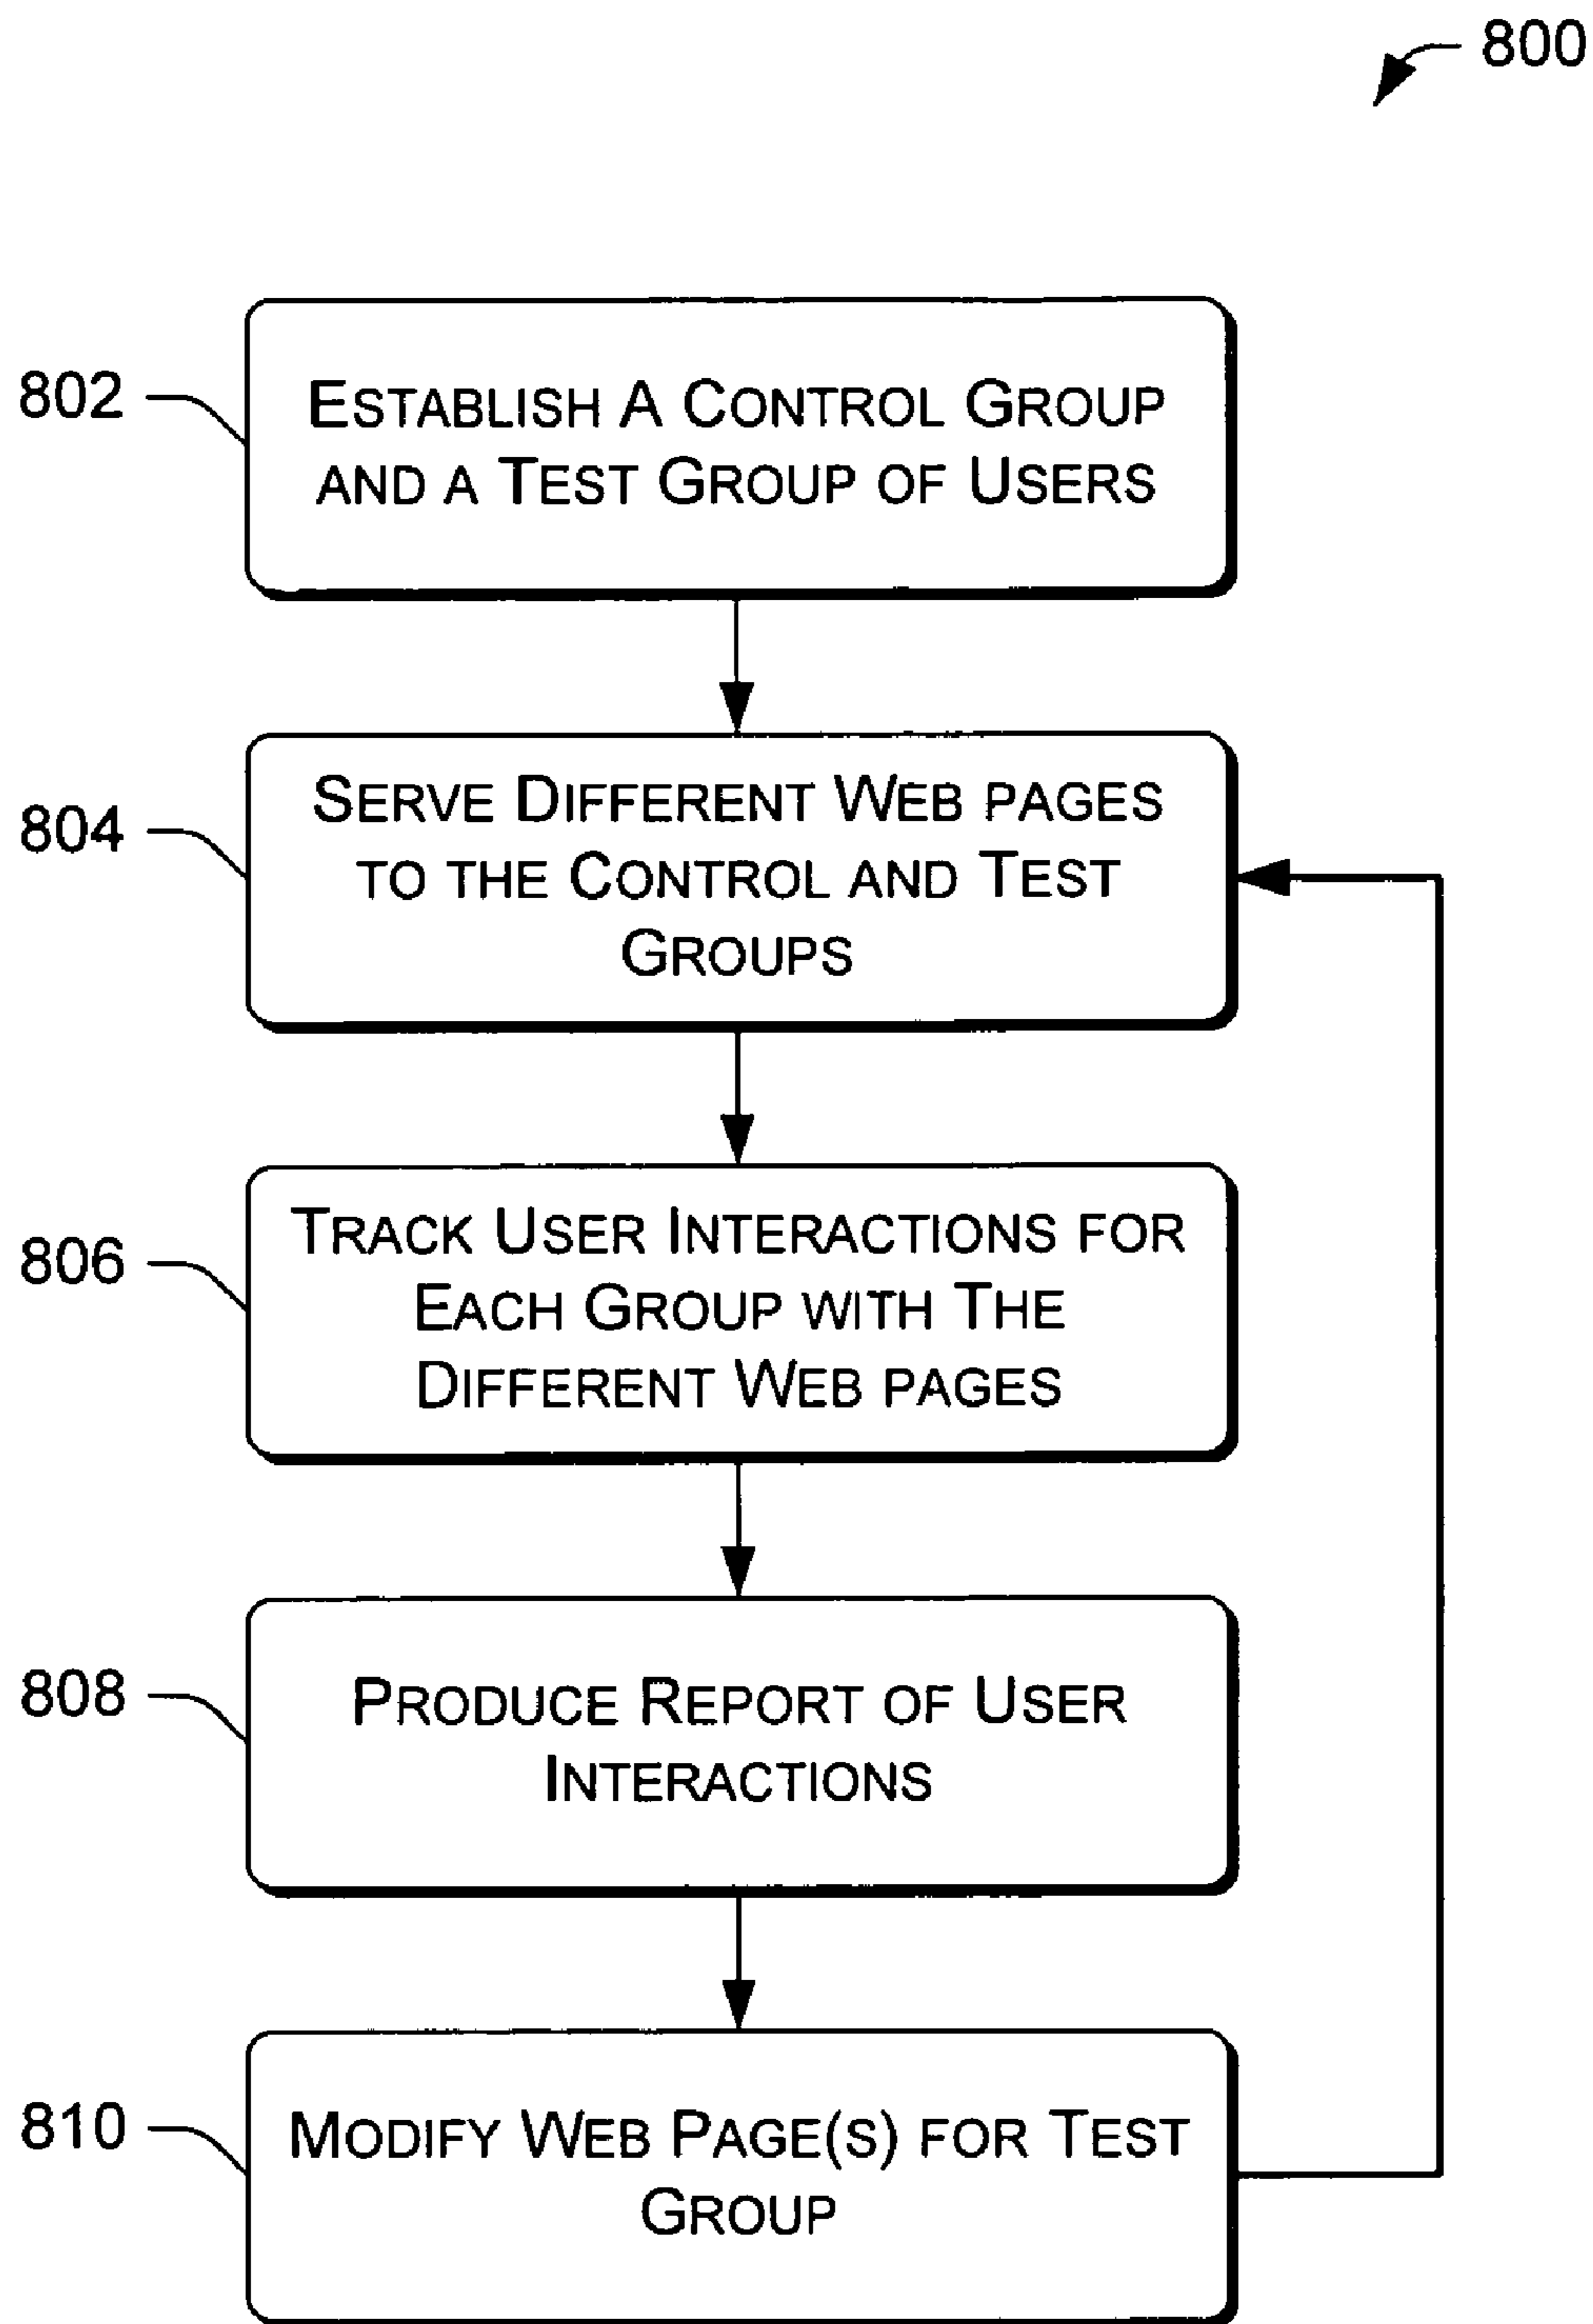 800
802
ESTABLISH A CONTROL GROUP
AND A TEST GROUP OF USERS
804
SERVE DIFFERENT WEB PAGES
TO THE CONTROL AND TEST
GROUPS
806
TRACK USER INTERACTIONS FOR
EACH GROUP WITH THE
DIFFERENT WEB PAGES
808
PRODUCE REPORT OF USER
INTERACTIONS
810
MODIFY WEB PAGE(S) FOR TEST
GROUP